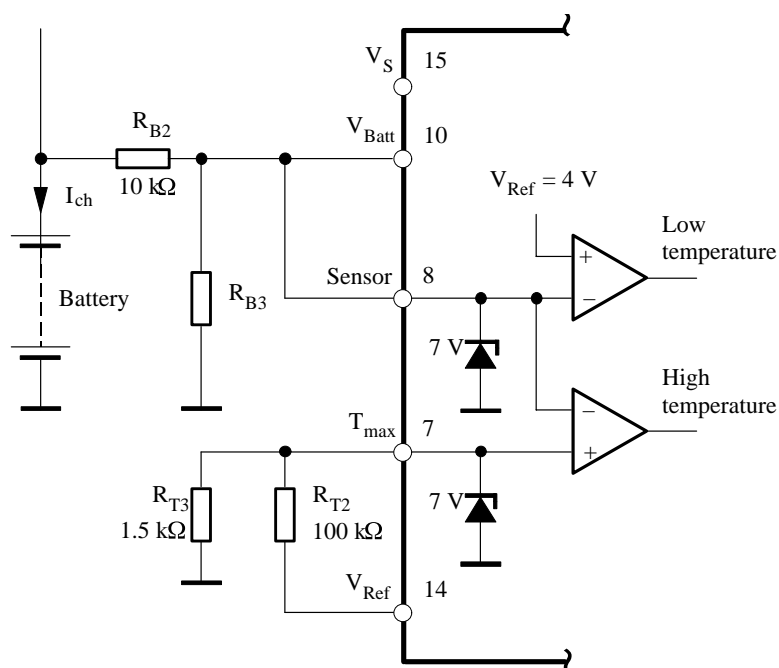 V_S
15
R_B2
V_Batt
10
I_ch
10 kΩ
V_Ref = 4 V
Low
temperature
+
−
Sensor
8
Battery
R_B3
7 V
High
temperature
T_max
7
−
+
R_T3
1.5 kΩ
R_T2
100 kΩ
7 V
V_Ref
14